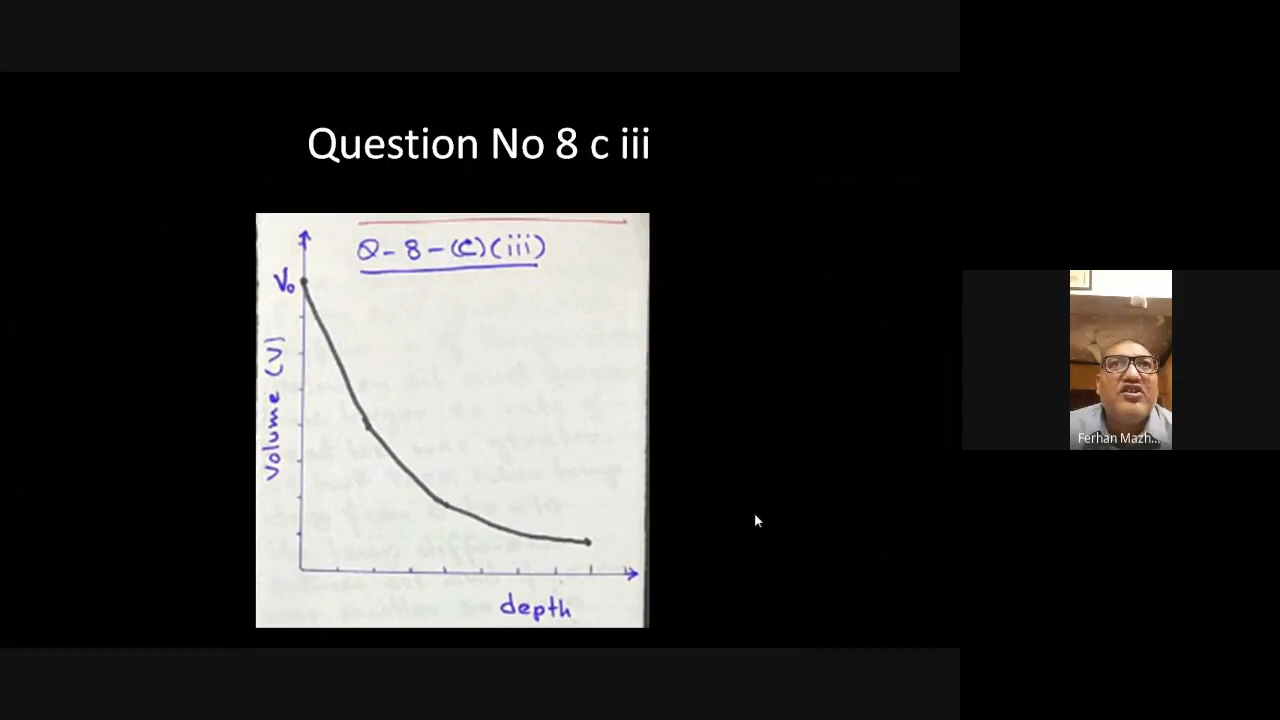 Question No 8 c iii
Q-8-(C)(iii)
V₀
Volume (V)
depth
Ferhan Mazh...